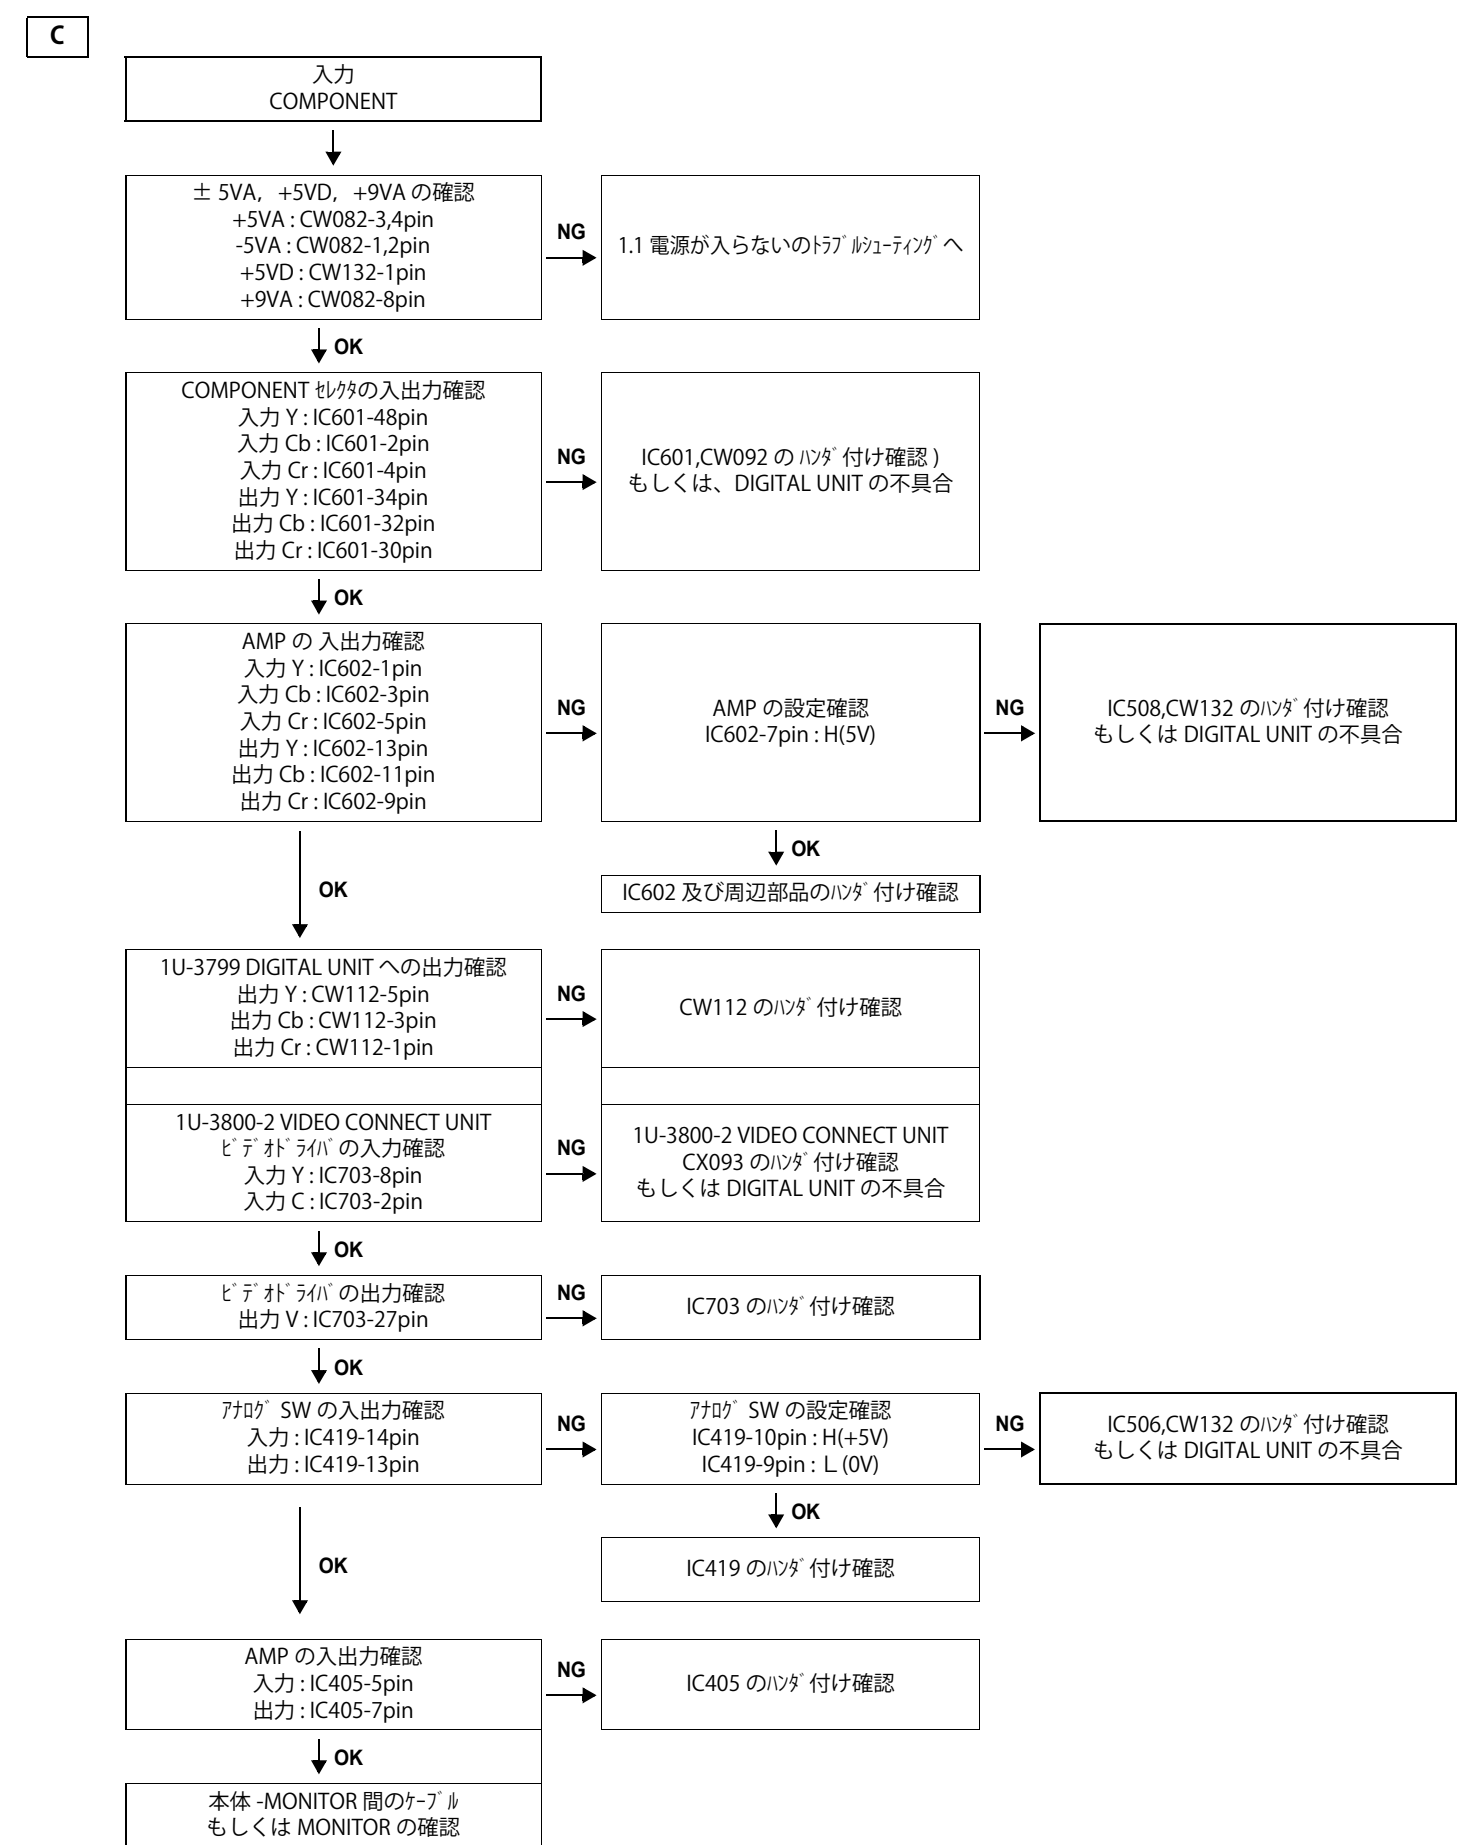 C
入力
COMPONENT
± 5VA, +5VD, +9VA の確認
+5VA : CW082-3,4pin
-5VA : CW082-1,2pin
+5VD : CW132-1pin
+9VA : CW082-8pin
NG
1.1 電源が入らないのﾄﾗﾌﾞﾙｼｭｰﾃｨﾝｸﾞへ
OK
COMPONENT ｾﾚｸﾀの入出力確認
入力 Y : IC601-48pin
入力 Cb : IC601-2pin
入力 Cr : IC601-4pin
出力 Y : IC601-34pin
出力 Cb : IC601-32pin
出力 Cr : IC601-30pin
NG
IC601,CW092 の ﾊﾝﾀﾞ付け確認 )
もしくは、DIGITAL UNIT の不具合
OK
AMP の 入出力確認
入力 Y : IC602-1pin
入力 Cb : IC602-3pin
入力 Cr : IC602-5pin
出力 Y : IC602-13pin
出力 Cb : IC602-11pin
出力 Cr : IC602-9pin
NG
AMP の設定確認
IC602-7pin : H(5V)
NG
IC508,CW132 のﾊﾝﾀﾞ付け確認
もしくは DIGITAL UNIT の不具合
OK
IC602 及び周辺部品のﾊﾝﾀﾞ付け確認
OK
1U-3799 DIGITAL UNIT への出力確認
出力 Y : CW112-5pin
出力 Cb : CW112-3pin
出力 Cr : CW112-1pin
NG
CW112 のﾊﾝﾀﾞ付け確認
1U-3800-2 VIDEO CONNECT UNIT
ﾋﾞﾃﾞｵﾄﾞﾗｲﾊﾞの入力確認
入力 Y : IC703-8pin
入力 C : IC703-2pin
NG
1U-3800-2 VIDEO CONNECT UNIT
CX093 のﾊﾝﾀﾞ付け確認
もしくは DIGITAL UNIT の不具合
OK
ﾋﾞﾃﾞｵﾄﾞﾗｲﾊﾞの出力確認
出力 V : IC703-27pin
NG
IC703 のﾊﾝﾀﾞ付け確認
OK
ｱﾅﾛｸﾞ SW の入出力確認
入力 : IC419-14pin
出力 : IC419-13pin
NG
ｱﾅﾛｸﾞ SW の設定確認
IC419-10pin : H(+5V)
IC419-9pin : L (0V)
NG
IC506,CW132 のﾊﾝﾀﾞ付け確認
もしくは DIGITAL UNIT の不具合
OK
IC419 のﾊﾝﾀﾞ付け確認
OK
AMP の入出力確認
入力 : IC405-5pin
出力 : IC405-7pin
NG
IC405 のﾊﾝﾀﾞ付け確認
OK
本体 -MONITOR 間のｹｰﾌﾞﾙ
もしくは MONITOR の確認